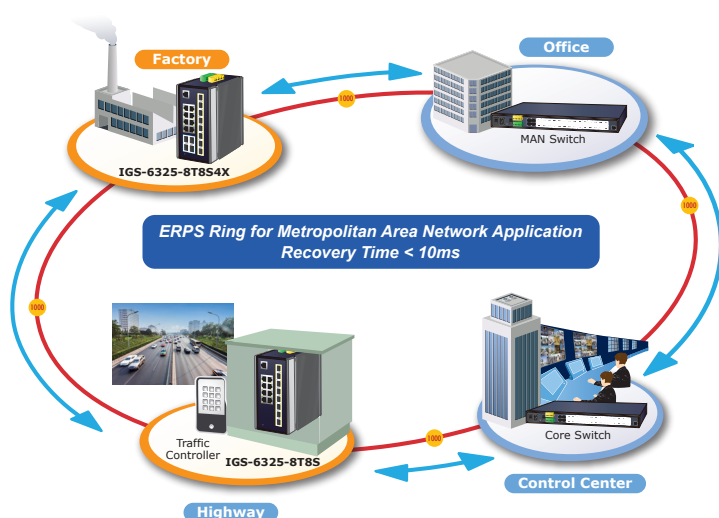 Factory
Office
1000
MAN Switch
IGS-6325-8T8S4X
1000
ERPS Ring for Metropolitan Area Network Application
Recovery Time < 10ms
1000
Traffic
Controller
IGS-6325-8T8S
1000
Core Switch
Control Center
Highway